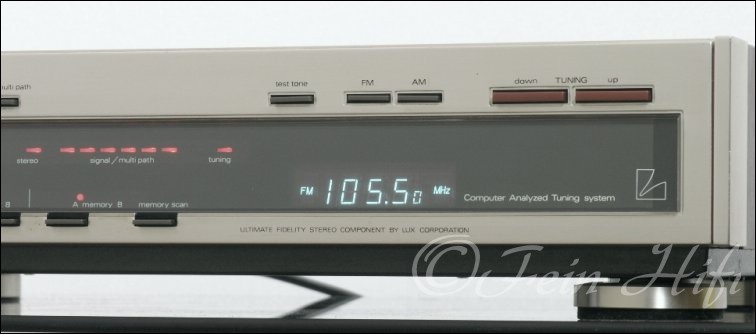 multi path
test tone
FM
AM
down TUNING up
stereo
signal/multi path
tuning
FM 105.50 MHz
Computer Analyzed Tuning system
B
A memory B
memory scan
ULTIMATE FIDELITY STEREO COMPONENT BY LUX CORPORATION
© Tein Hifi